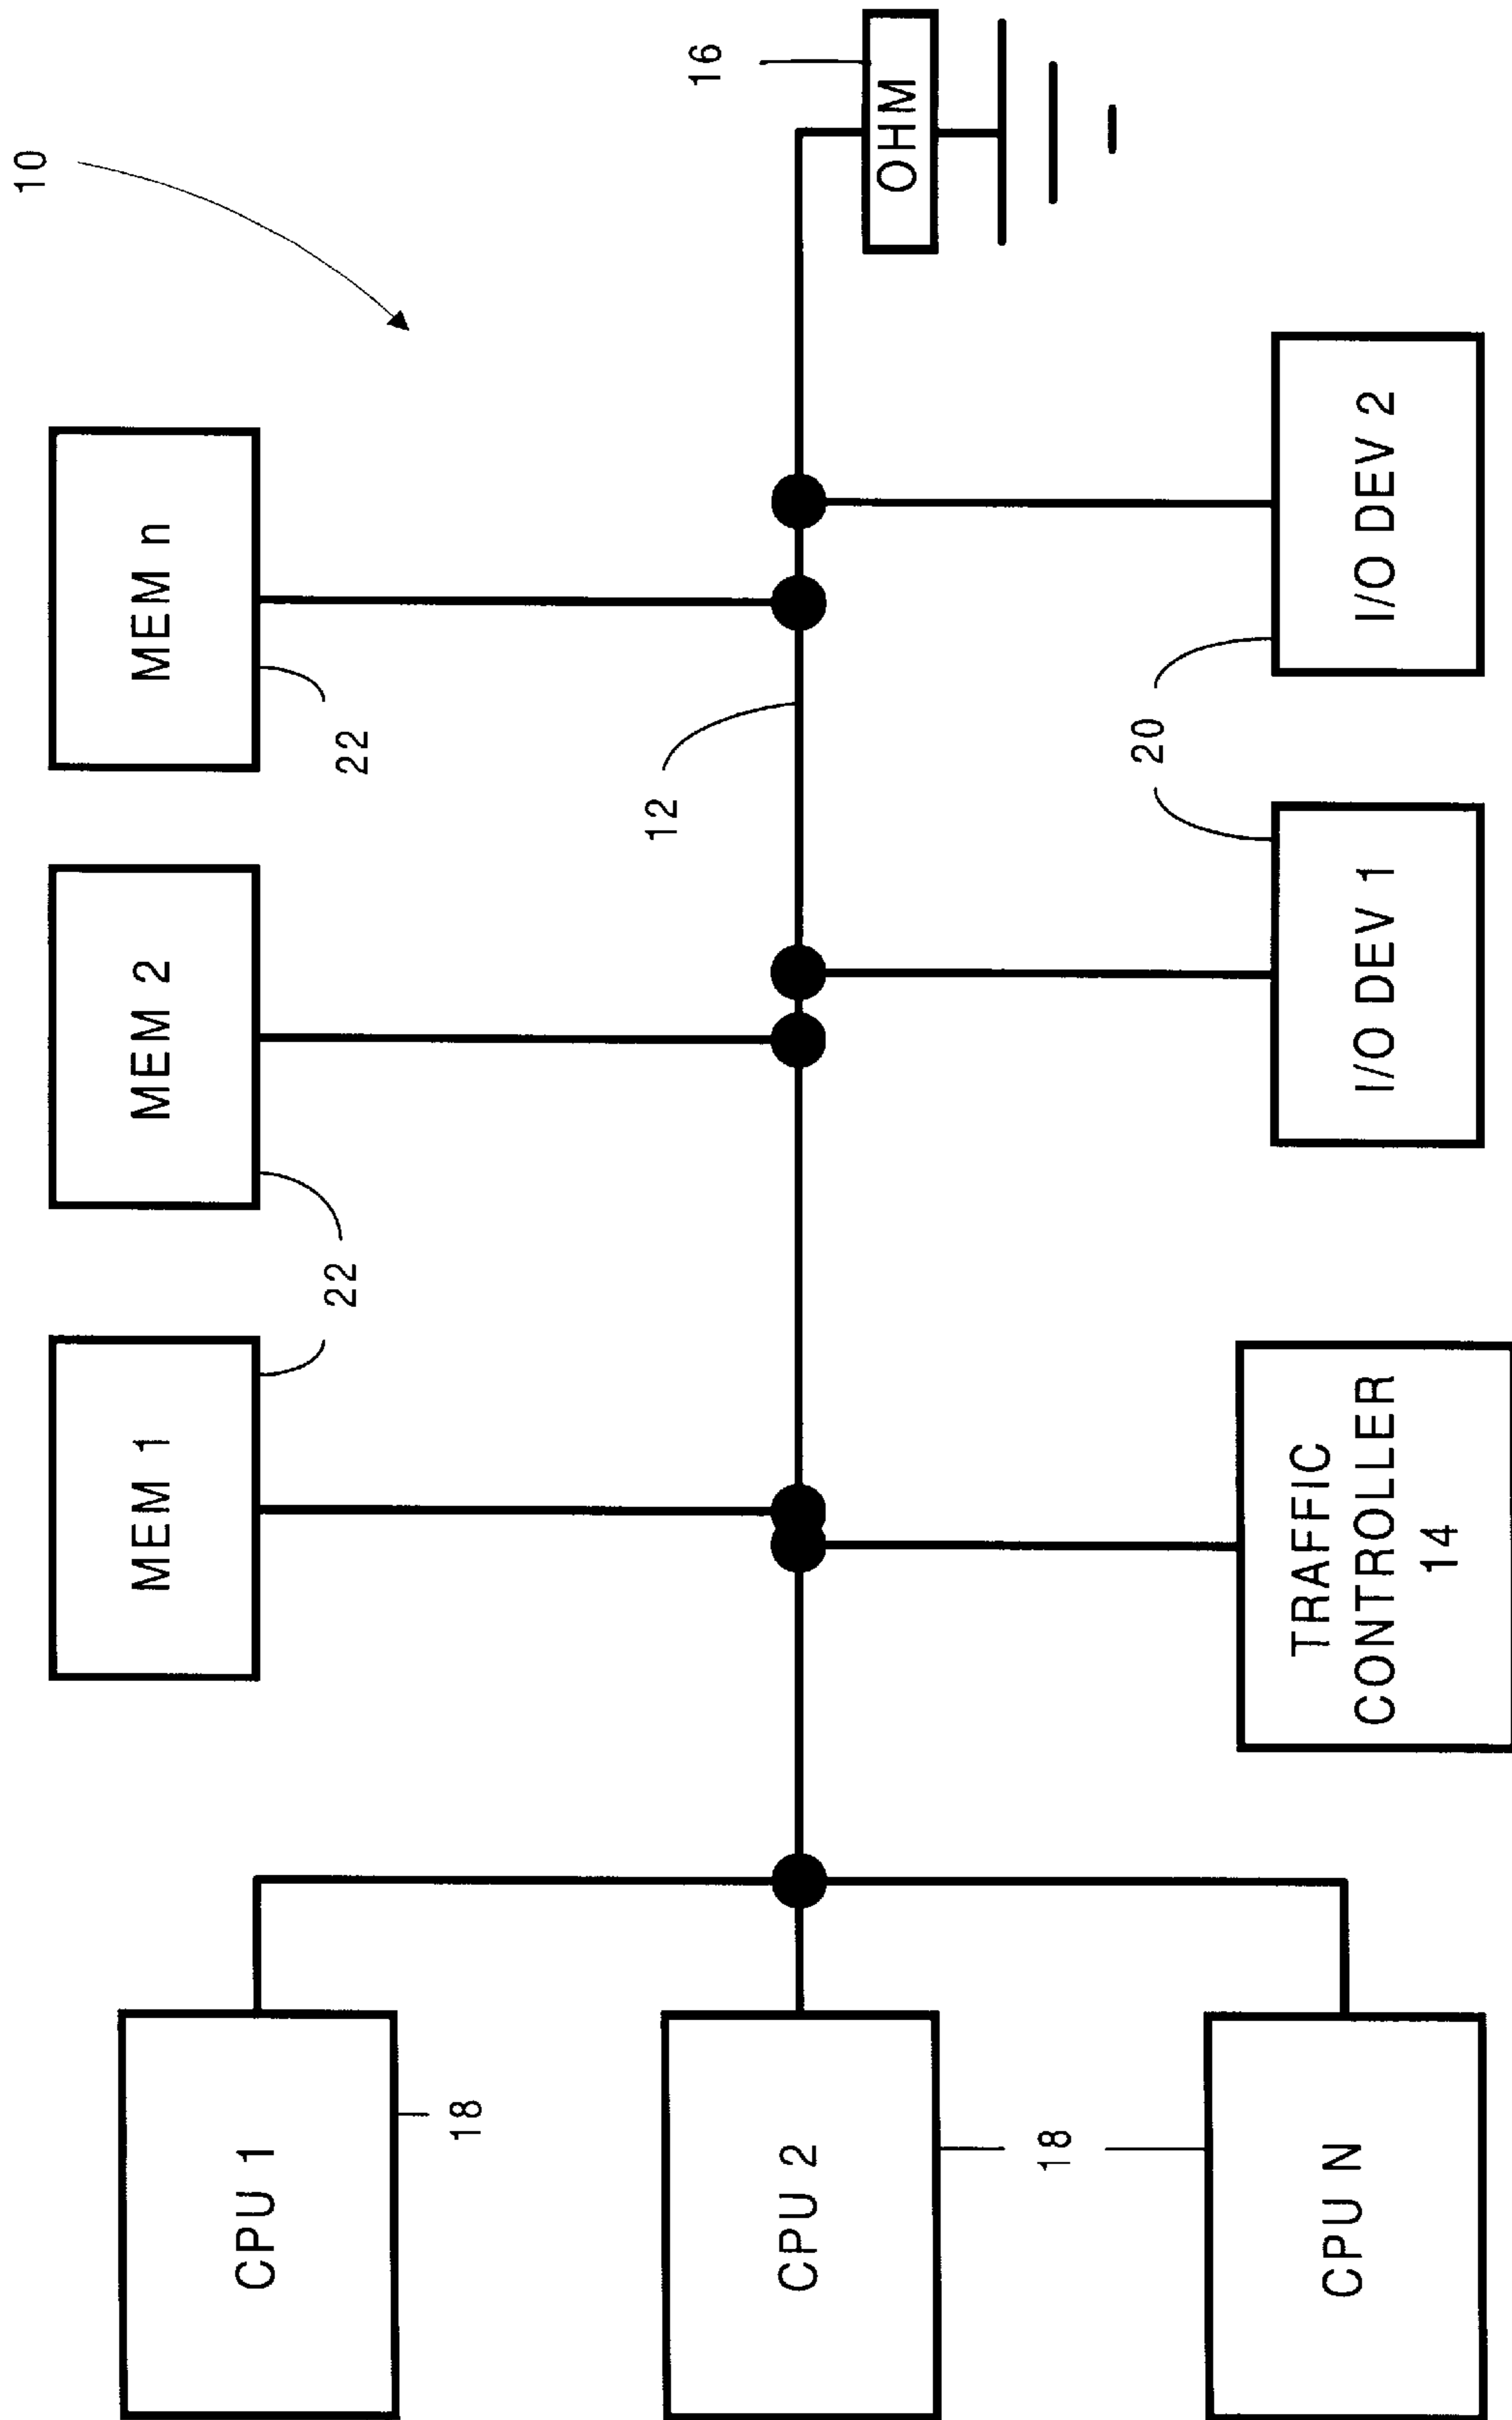 10
MEM 1
MEM 2
MEM n
22
22
16
OHM
12
CPU 1
18
CPU 2
18
CPU N
20
TRAFFIC
CONTROLLER
14
I/O DEV 1
I/O DEV 2